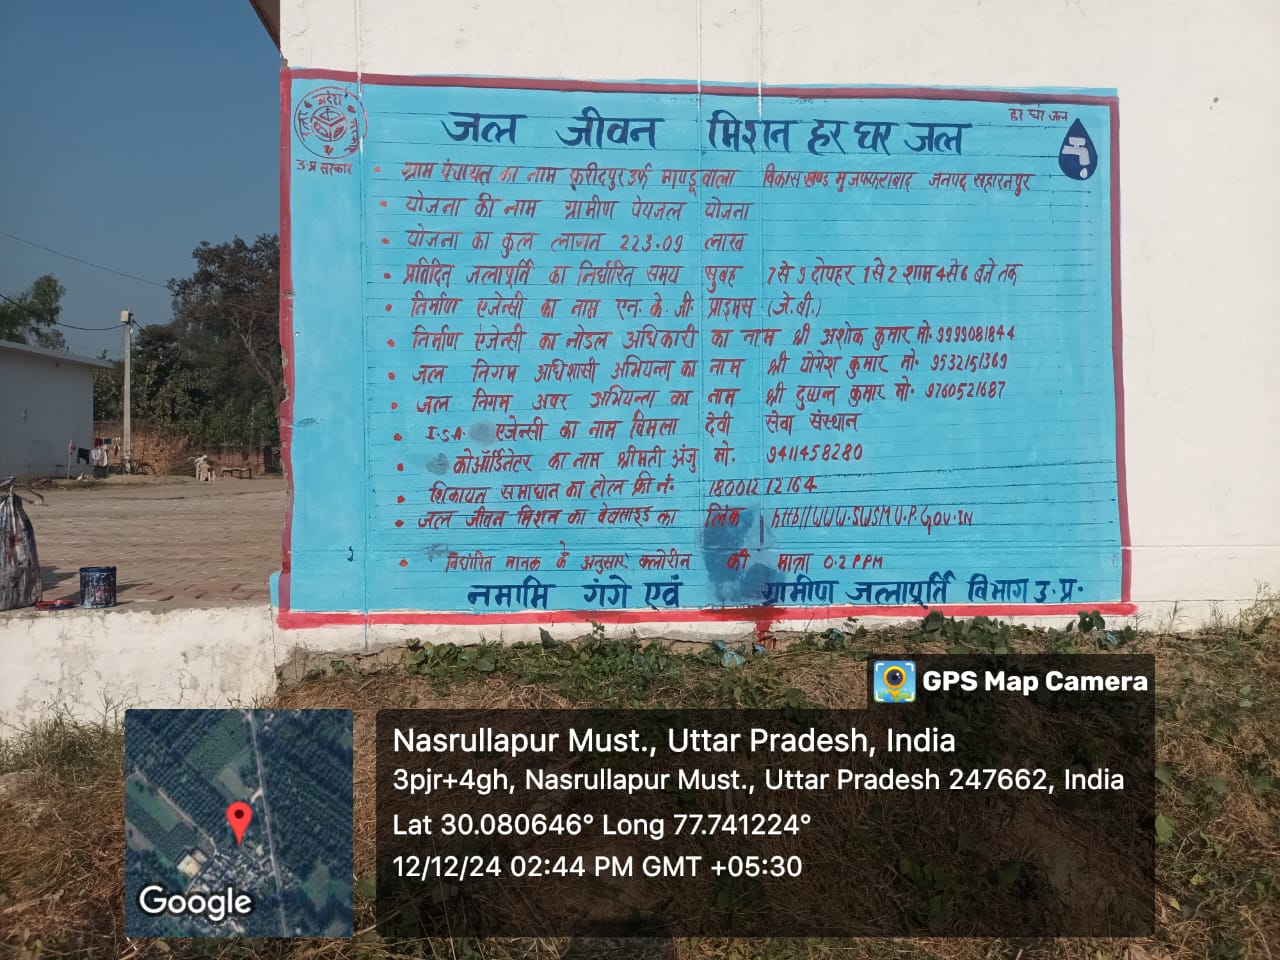 उ.प्र सरकार
हर घर जल
जल जीवन मिशन हर घर जल
• ग्राम पंचायत का नाम फरीदपुर उर्फ माण्डूवाला विकास खण्ड मुजफ्फराबाद जनपद सहारनपुर
• योजना की नाम ग्रामीण पेयजल योजना
• योजना का कुल लागत 223.09 लाख
• प्रतिदिन जलापूर्ति का निर्धारित समय सुबह 7 से 9 दोपहर 1 से 2 शाम 4 से 6 बजे तक
• निर्माण एजेन्सी का नाम एन. के. जी. प्राइमस (जे.बी.)
• निर्माण एजेन्सी का नोडल अधिकारी का नाम श्री अशोक कुमार मो. 9999081844
• जल निगम अधिशासी अभियन्ता का नाम श्री योगेश कुमार मो. 9532151369
• जल निगम अपर अभियन्ता का नाम श्री दुष्यन्त कुमार मो. 9760521687
• I.S.A. एजेन्सी का नाम विमला देवी सेवा संस्थान
• कोऑर्डिनेटर का नाम श्रीमती अंजु मो. 9411458280
• शिकायत समाधान का टोल फ्री नं. 18001212164
• जल जीवन मिशन का वेबसाइड का लिंक http//WWW.SWSMU.P.Gov.IN
• निर्धारित मानक के अनुसार क्लोरीन की मात्रा 0.2 PPM
नमामि गंगे एवं ग्रामीण जलापूर्ति विभाग उ.प्र.
GPS Map Camera
Nasrullapur Must., Uttar Pradesh, India
3pjr+4gh, Nasrullapur Must., Uttar Pradesh 247662, India
Lat 30.080646° Long 77.741224°
12/12/24 02:44 PM GMT +05:30
Google